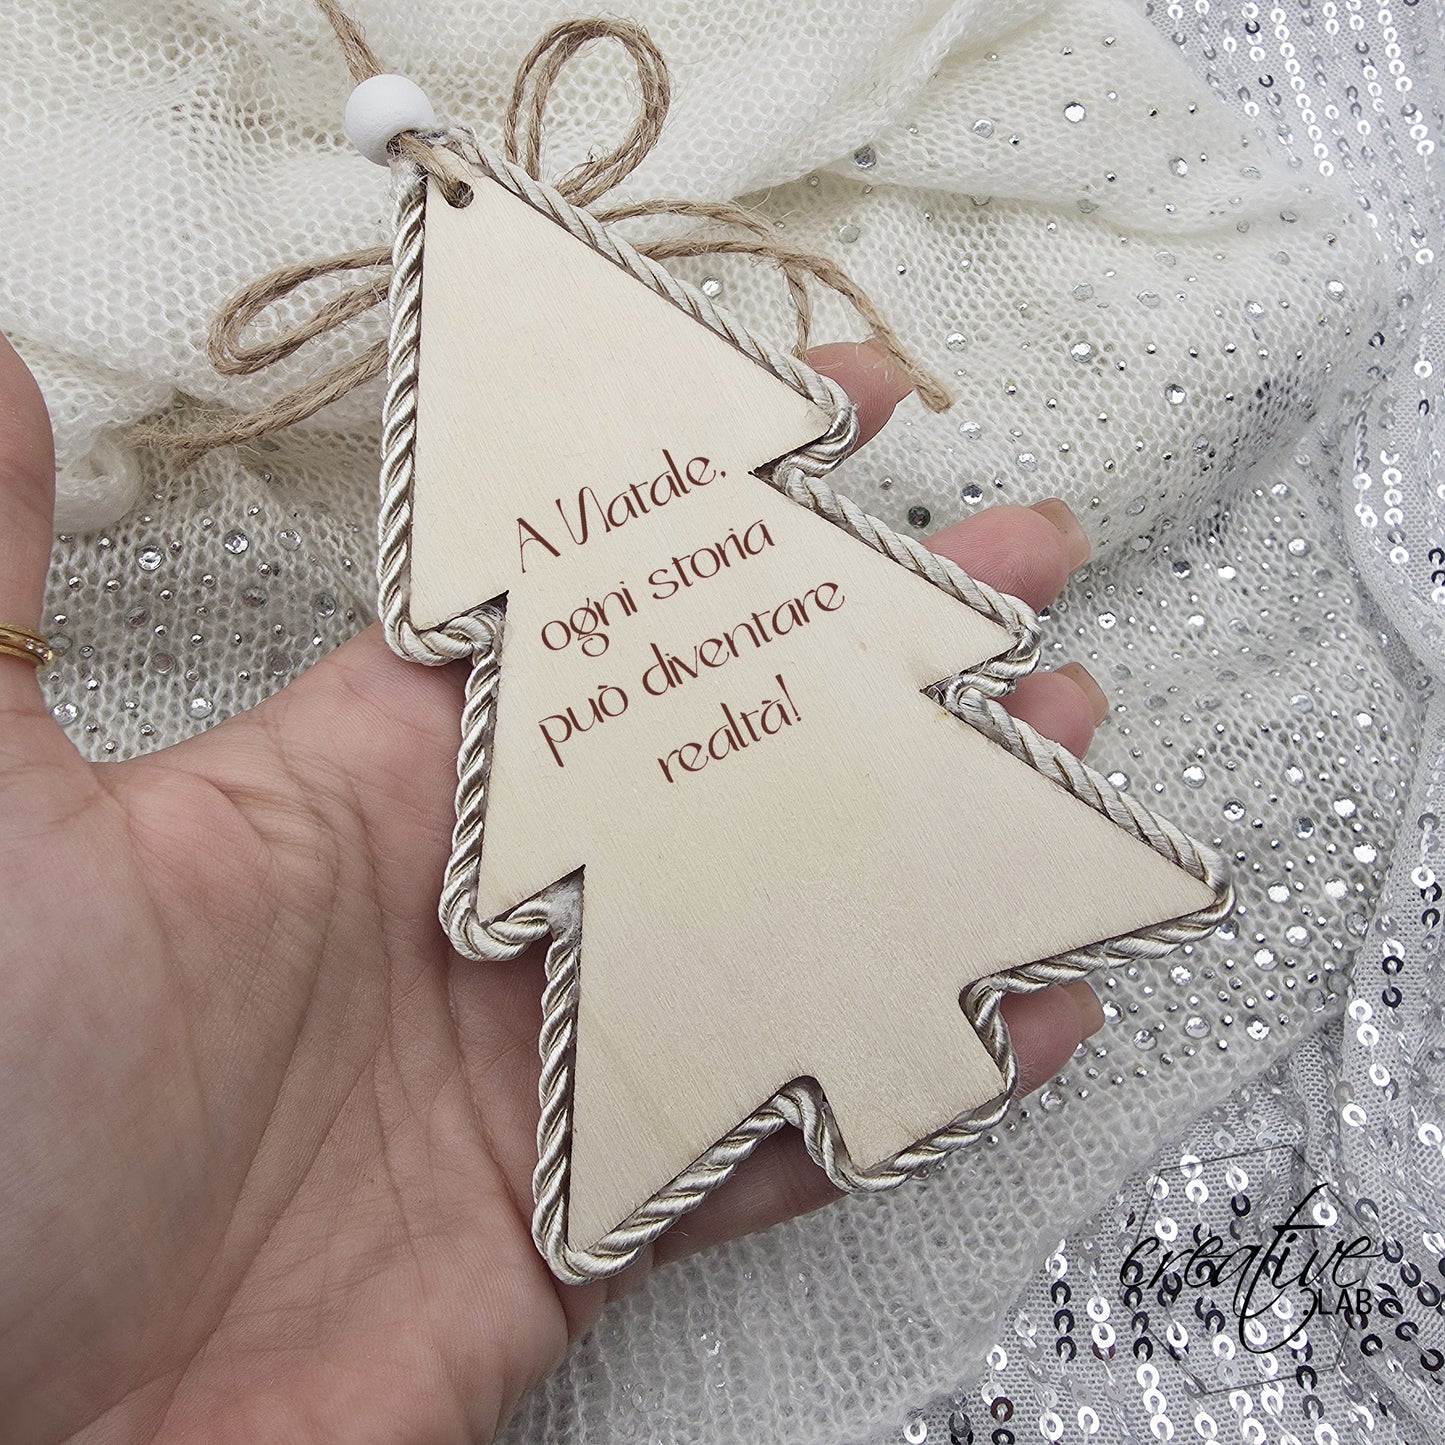 A Natale,
ogni storia
può diventare
realtà!
creative
.LAB